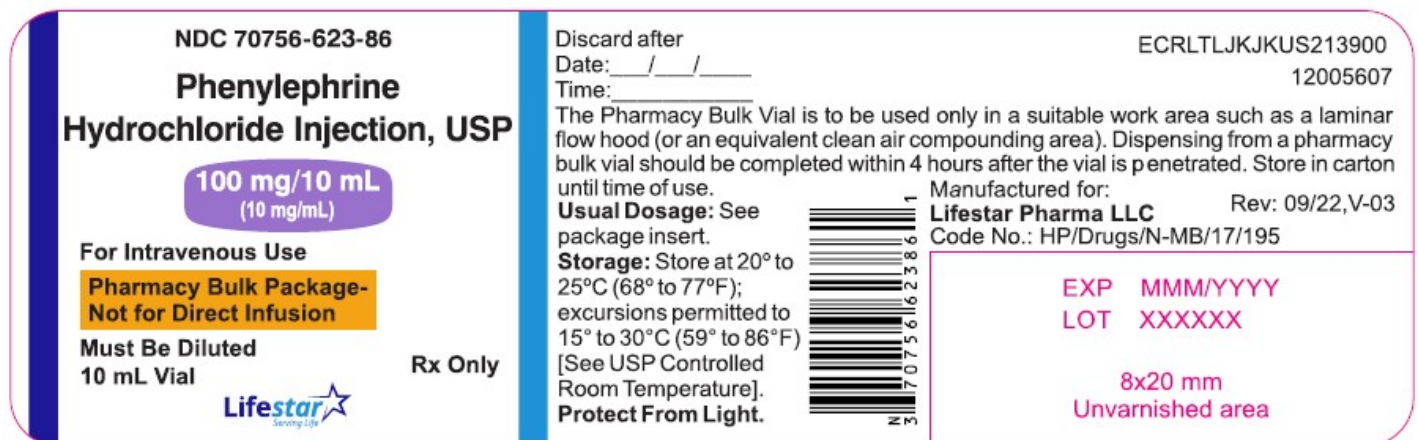 NDC 70756-623-86
Phenylephrine
Hydrochloride Injection, USP
100 mg/10 mL
(10 mg/mL)
For Intravenous Use
Pharmacy Bulk Package-
Not for Direct Infusion
Must Be Diluted
10 mL Vial
Rx Only
Lifestar
Serving Life
Discard after
Date:___/___/____
Time:___________
ECRLTLJKJKUS213900
12005607
The Pharmacy Bulk Vial is to be used only in a suitable work area such as a laminar
flow hood (or an equivalent clean air compounding area). Dispensing from a pharmacy
bulk vial should be completed within 4 hours after the vial is penetrated. Store in carton
until time of use.
Usual Dosage: See
package insert.
Storage: Store at 20º to
25ºC (68º to 77ºF);
excursions permitted to
15° to 30°C (59° to 86°F)
[See USP Controlled
Room Temperature].
Protect From Light.
N
3 70756 62386 1
Manufactured for:
Lifestar Pharma LLC
Code No.: HP/Drugs/N-MB/17/195
Rev: 09/22,V-03
EXP MMM/YYYY
LOT XXXXXX
8x20 mm
Unvarnished area